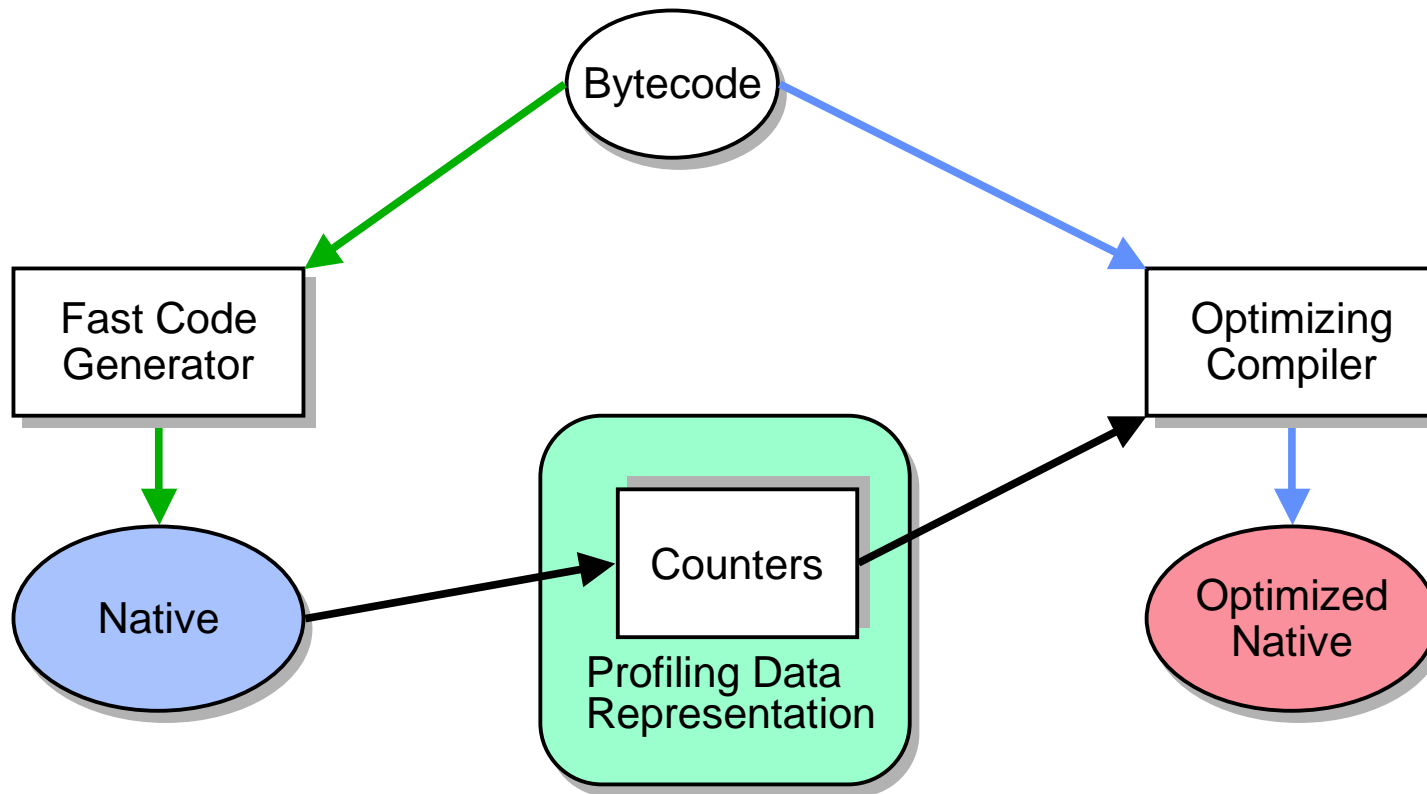 Bytecode
Fast Code
Generator
Optimizing
Compiler
Counters
Native
Optimized
Native
Profiling Data
Representation